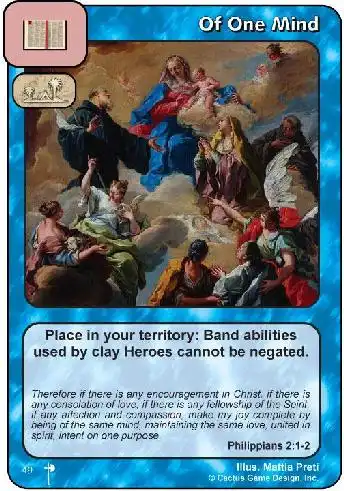 Of One Mind
Place in your territory: Band abilities
used by clay Heroes cannot be negated.
Therefore if there is any encouragement in Christ, if there is
any consolation of love, if there is any fellowship of the Spirit,
if any affection and compassion, make my joy complete by
being of the same mind, maintaining the same love, united in
spirit, intent on one purpose.
Philippians 2:1-2
Illus. Mattia Preti
© Cactus Game Design, Inc.